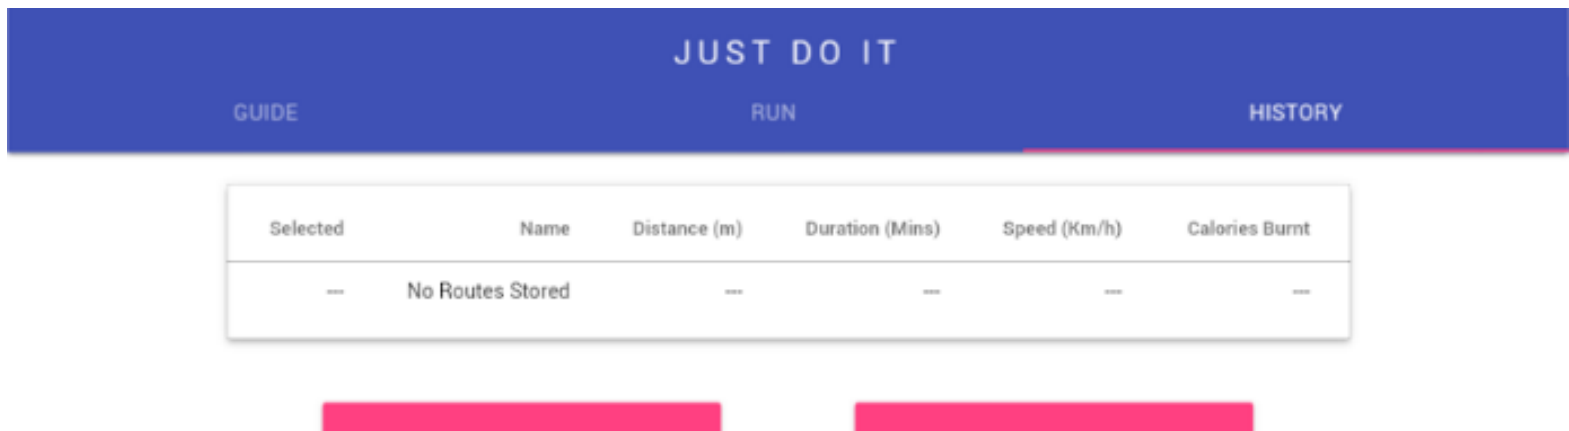 JUST DO IT
GUIDE RUN HISTORY
Selected Name Distance (m) Duration (Mins) Speed (Km/h) Calories Burnt
--- No Routes Stored --- --- --- ---